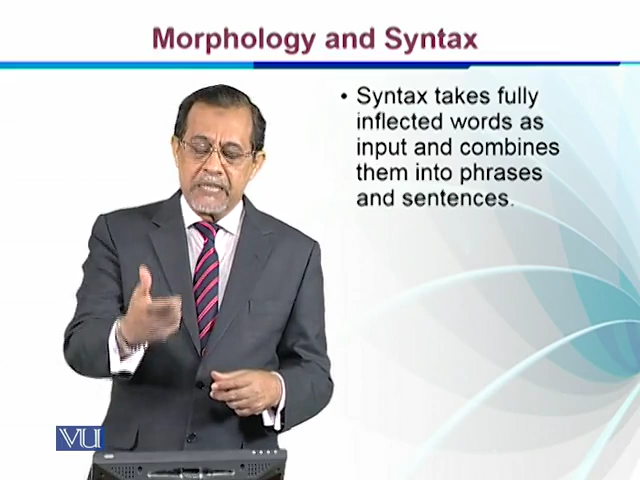 Morphology and Syntax
• Syntax takes fully
inflected words as
input and combines
them into phrases
and sentences.
VU